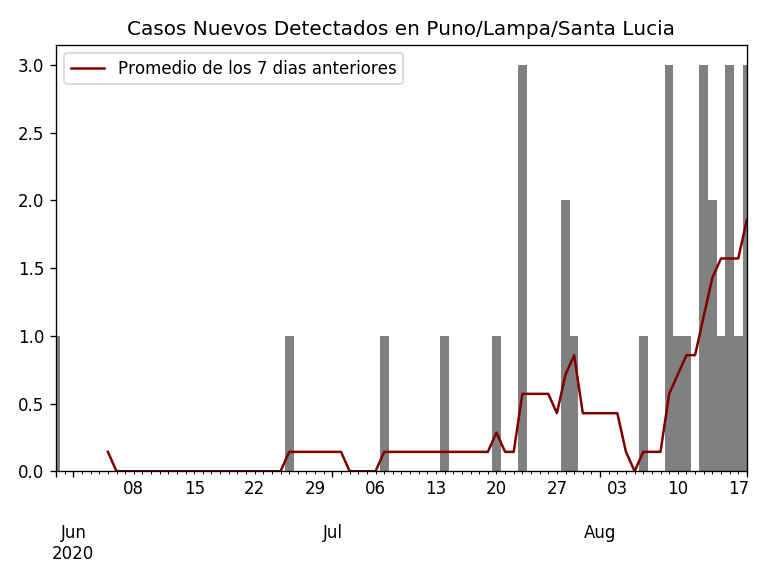 Casos Nuevos Detectados en Puno/Lampa/Santa Lucia
Promedio de los 7 dias anteriores
3.0
2.5
2.0
1.5
1.0
0.5
0.0
08 15 22 29 06 13 20 27 03 10 17
Jun Jul Aug
2020